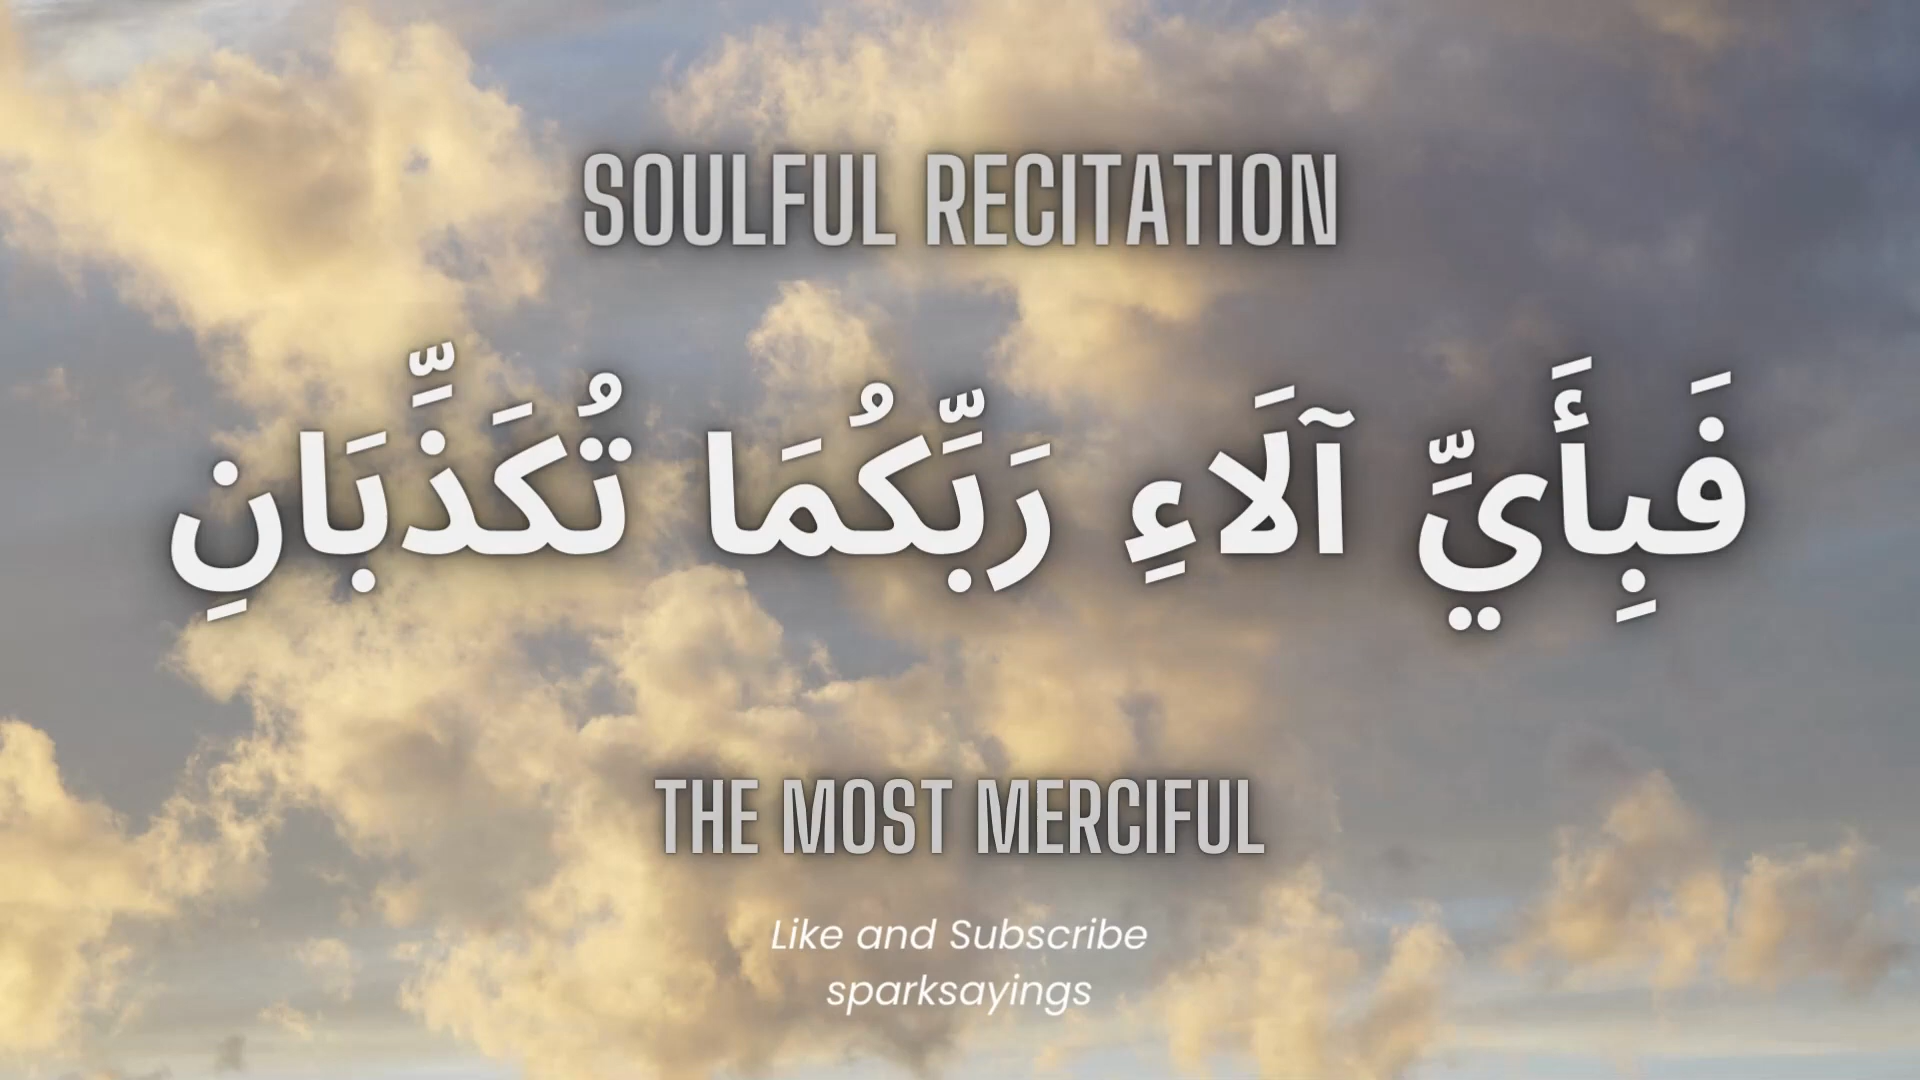 SOULFUL RECITATION
فَبِأَيِّ آلَاءِ رَبِّكُمَا تُكَذِّبَانِ
THE MOST MERCIFUL
Like and Subscribe
sparksayings